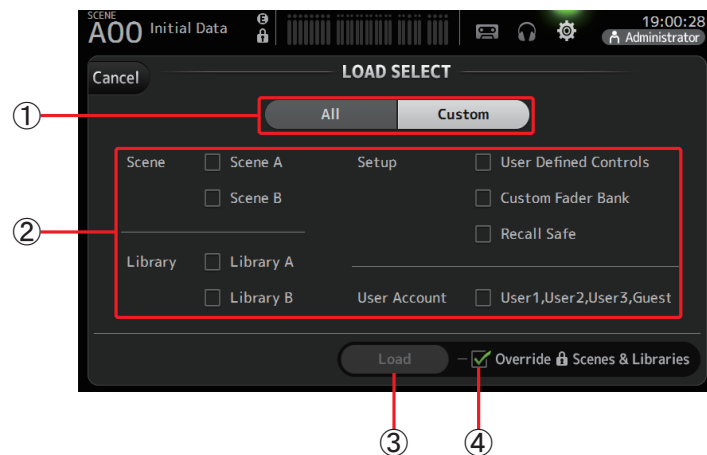 SCENE
A00 Initial Data
E
19:00:28
Administrator
Cancel
LOAD SELECT
①
All Custom
②
Scene
Scene A
Scene B
Library
Library A
Library B
Setup
User Defined Controls
Custom Fader Bank
Recall Safe
User Account
User1,User2,User3,Guest
Load
Override Scenes & Libraries
③ ④